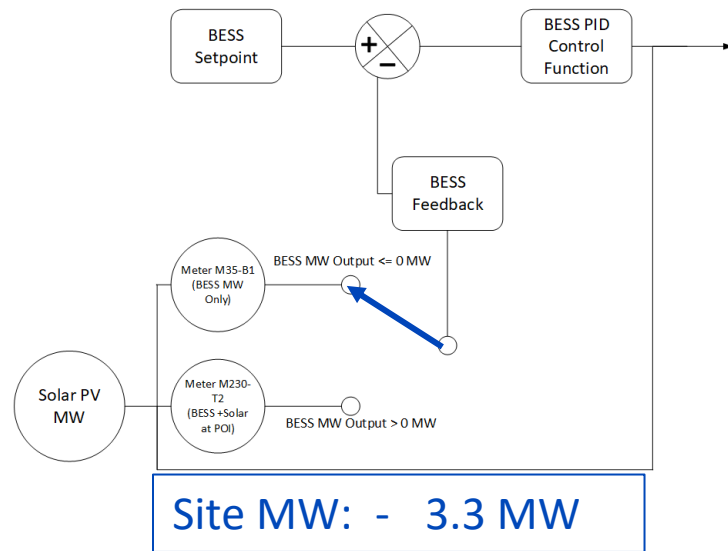 BESS
Setpoint
+
−
BESS PID
Control
Function
BESS
Feedback
Meter M35-B1
(BESS MW
Only)
BESS MW Output <= 0 MW
Solar PV
MW
Meter M230-
T2
(BESS +Solar
at POI)
BESS MW Output > 0 MW
Site MW: - 3.3 MW